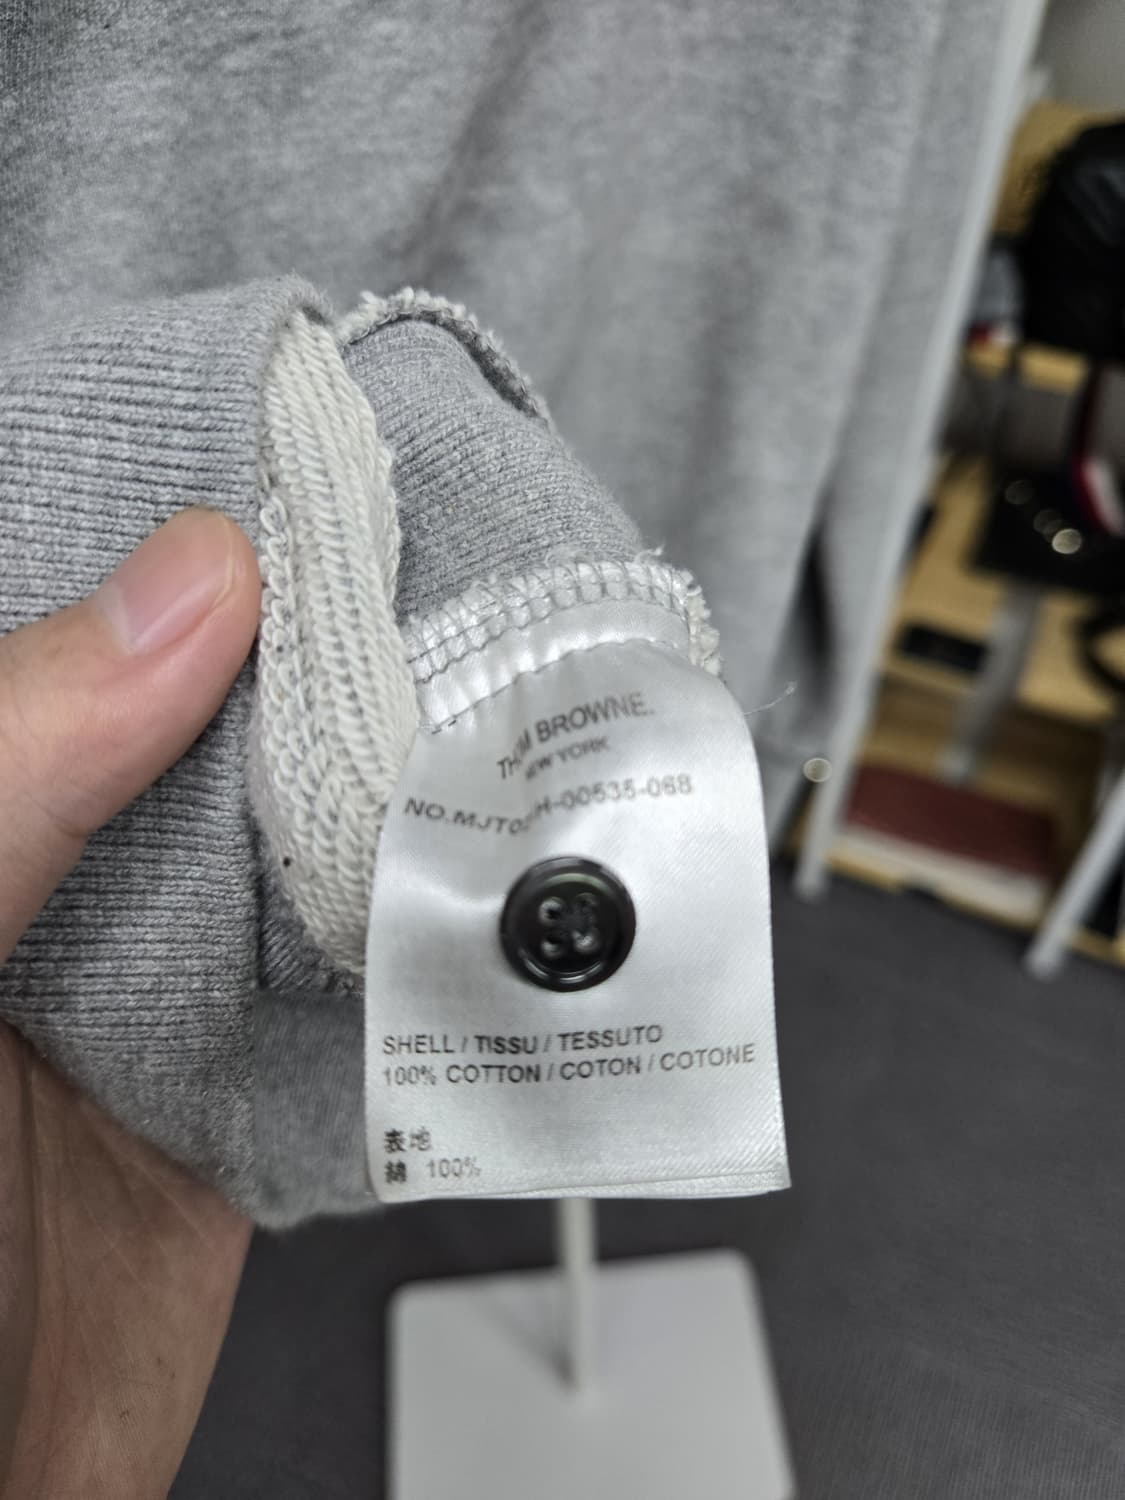 THOM BROWNE.
NEW YORK
SHELL / TISSU / TESSUTO
100% COTTON / COTON / COTONE
表地
綿 100%